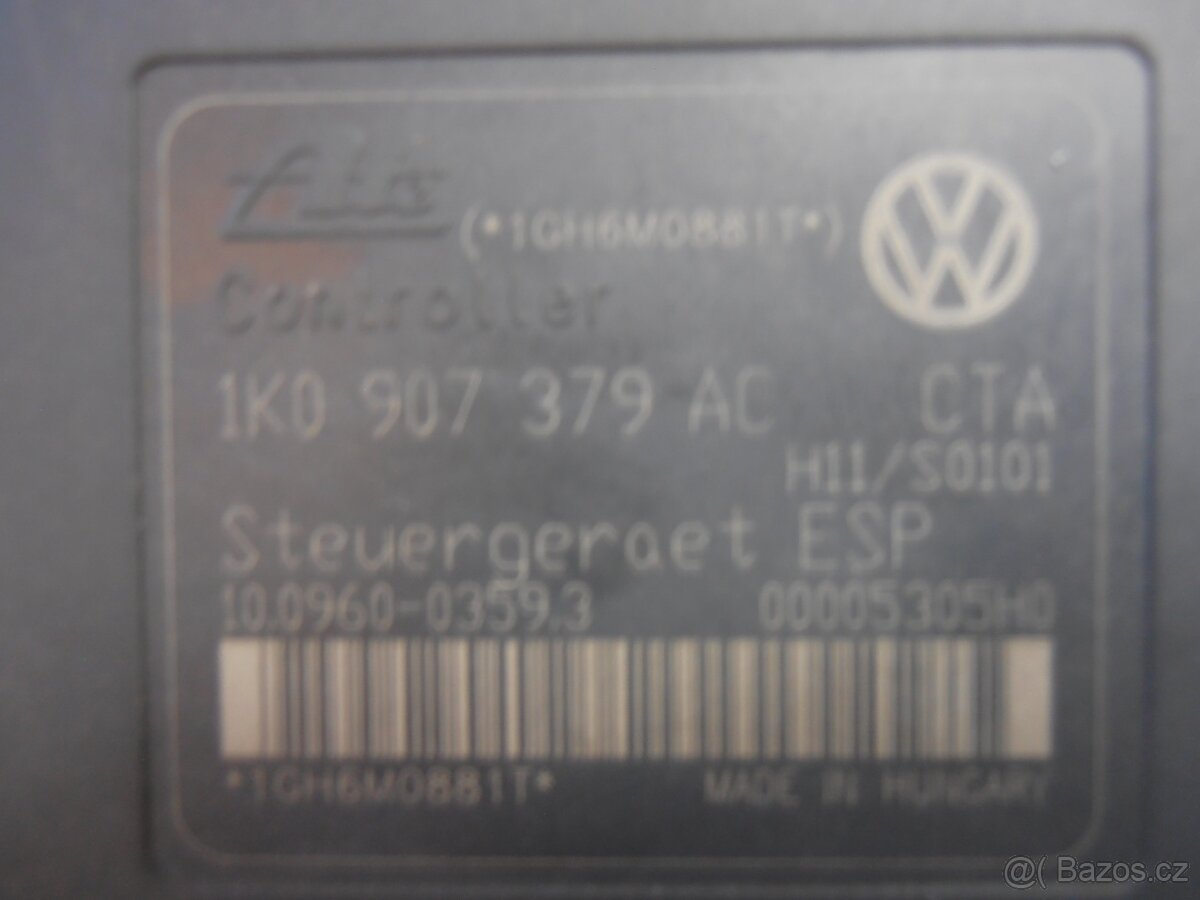 Ate (*1GH6M0881T*)
Controller
1K0 907 379 AC CTA
H11/S0101
Steuergeraet ESP
10.0960-0359.3 00005305H0
*1GH6M0881T* MADE IN HUNGARY
@( Bazos.cz